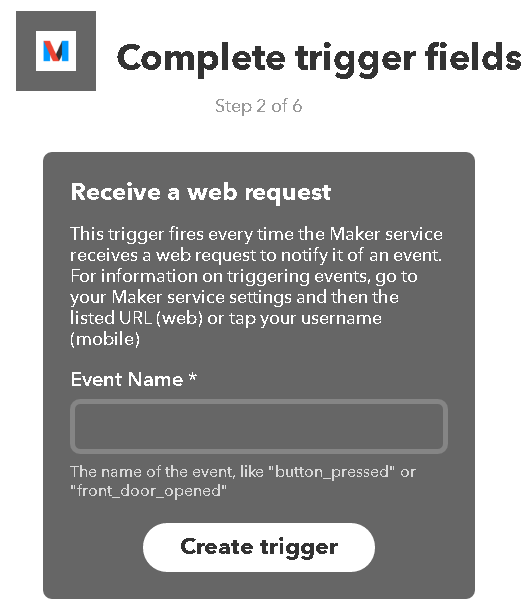 M
Complete trigger fields
Step 2 of 6
Receive a web request
This trigger fires every time the Maker service
receives a web request to notify it of an event.
For information on triggering events, go to
your Maker service settings and then the
listed URL (web) or tap your username
(mobile)
Event Name *
The name of the event, like "button_pressed" or
"front_door_opened"
Create trigger